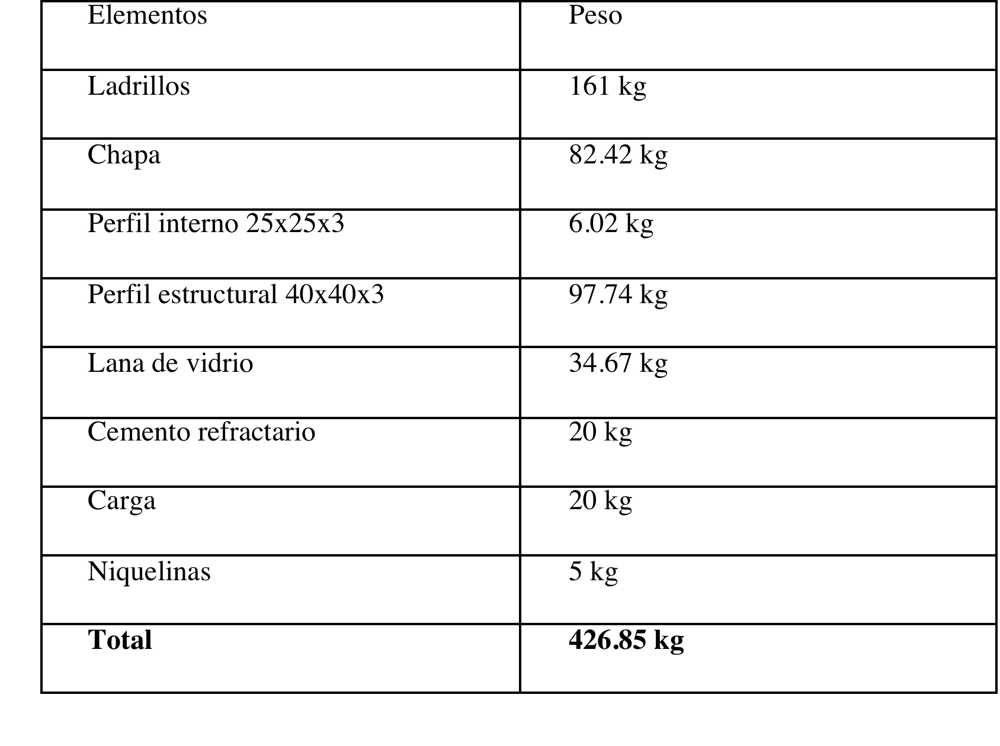 Elementos Peso
Ladrillos 161 kg
Chapa 82.42 kg
Perfil interno 25x25x3 6.02 kg
Perfil estructural 40x40x3 97.74 kg
Lana de vidrio 34.67 kg
Cemento refractario 20 kg
Carga 20 kg
Niquelinas 5 kg
Total 426.85 kg